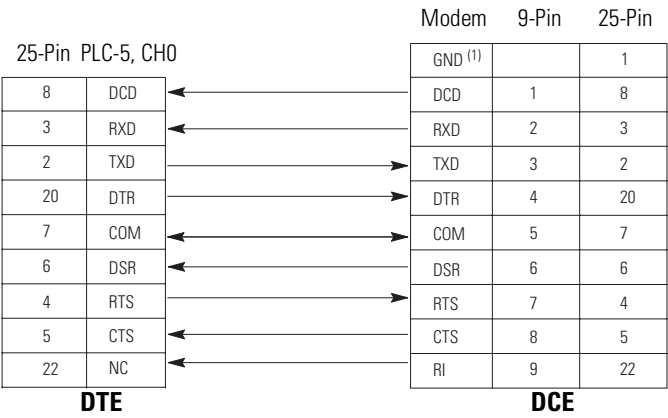 Modem 9-Pin 25-Pin
25-Pin PLC-5, CH0
GND (1) 1
8 DCD DCD 1 8
3 RXD RXD 2 3
2 TXD TXD 3 2
20 DTR DTR 4 20
7 COM COM 5 7
6 DSR DSR 6 6
4 RTS RTS 7 4
5 CTS CTS 8 5
22 NC RI 9 22
DTE DCE